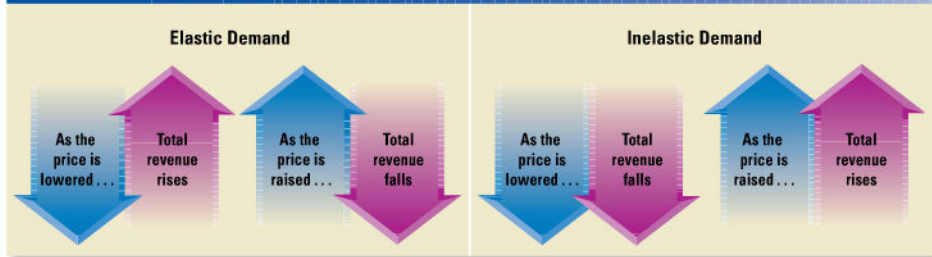 Elastic Demand
As the
price is
lowered . . .
Total
revenue
rises
As the
price is
raised . . .
Total
revenue
falls
Inelastic Demand
As the
price is
lowered . . .
Total
revenue
falls
As the
price is
raised . . .
Total
revenue
rises